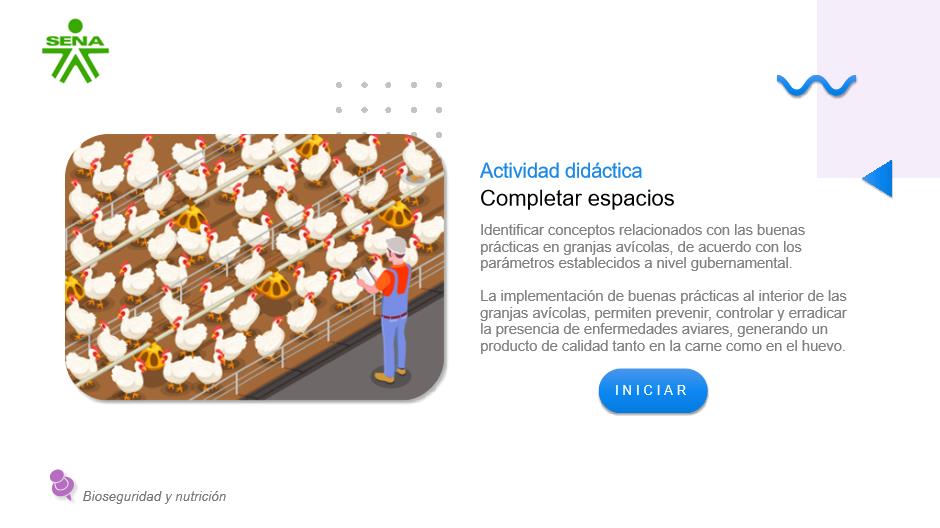 SENA
Actividad didáctica
Completar espacios
Identificar conceptos relacionados con las buenas
prácticas en granjas avícolas, de acuerdo con los
parámetros establecidos a nivel gubernamental.
La implementación de buenas prácticas al interior de las
granjas avícolas, permiten prevenir, controlar y erradicar
la presencia de enfermedades aviares, generando un
producto de calidad tanto en la carne como en el huevo.
INICIAR
Bioseguridad y nutrición